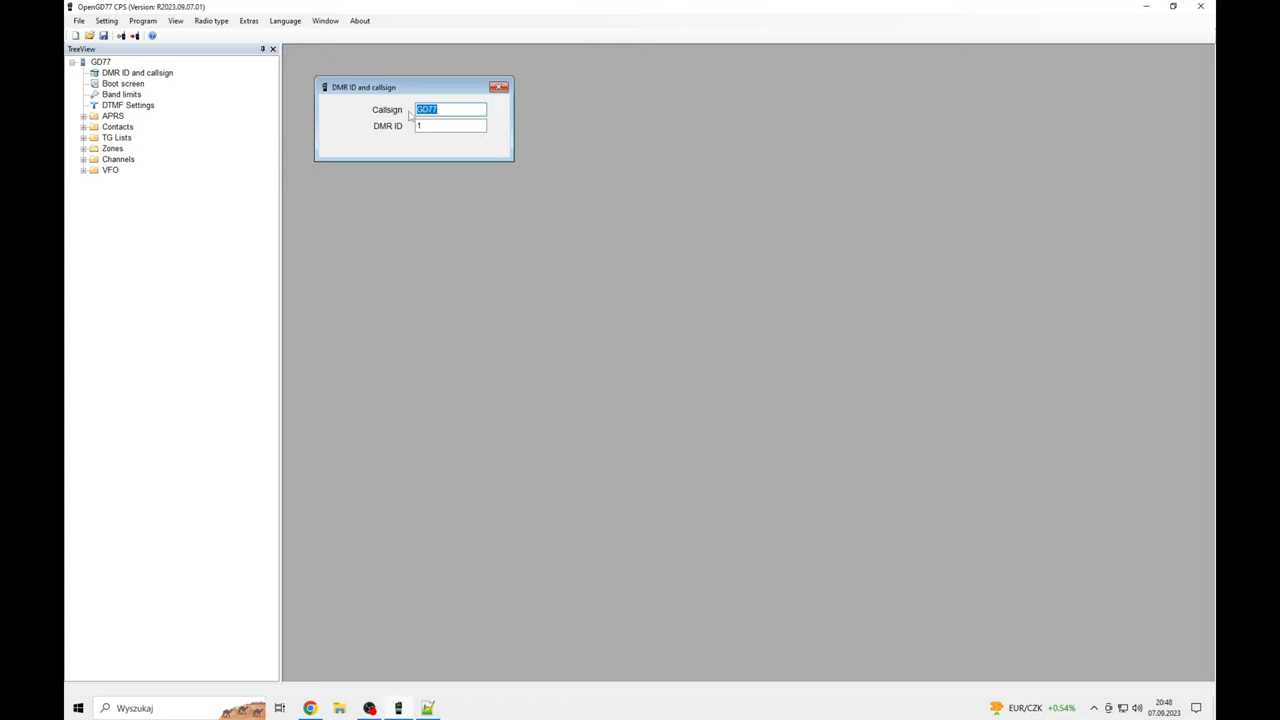 OpenGD77 CPS (Version: R2023.09.07.01)
File Setting Program View Radio type Extras Language Window About
TreeView
GD77
DMR ID and callsign
Boot screen
Band limits
DTMF Settings
APRS
Contacts
TG Lists
Zones
Channels
VFO
DMR ID and callsign
Callsign GD77
DMR ID 1
Wyszukaj
EUR/CZK +0.54%
20:48
07.09.2023